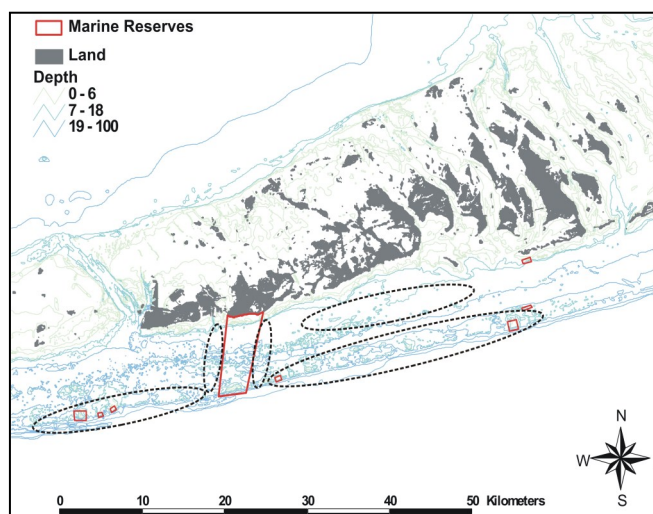 Marine Reserves
Land
Depth
0 - 6
7 - 18
19 - 100
N
W
E
S
0 10 20 30 40 50 Kilometers